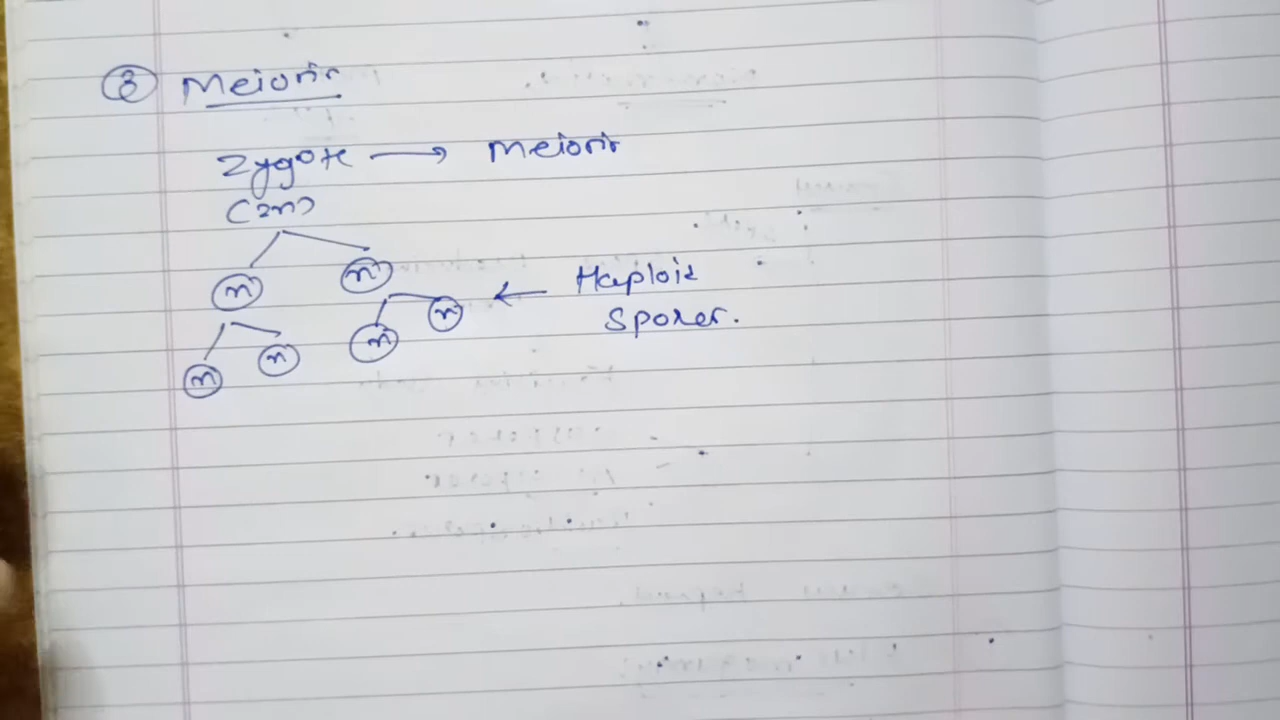 ③ Meiosis
Zygote → Meiosis
(2n)
n n
n n n n
← Haploid
Spores.